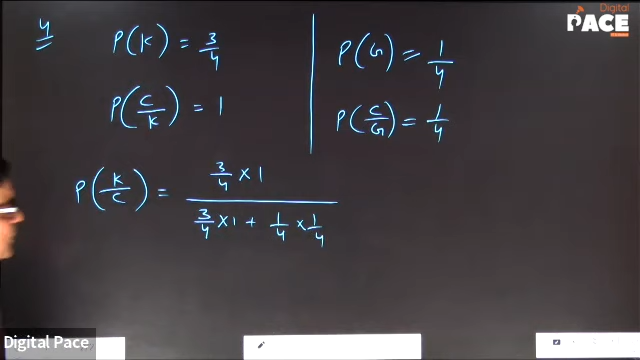 Digital
PACE
4
P(K) = 3/4
P(G) = 1/4
P(C/K) = 1
P(C/G) = 1/4
P(K/C) = (3/4 × 1) / (3/4 × 1 + 1/4 × 1/4)
Digital Pace